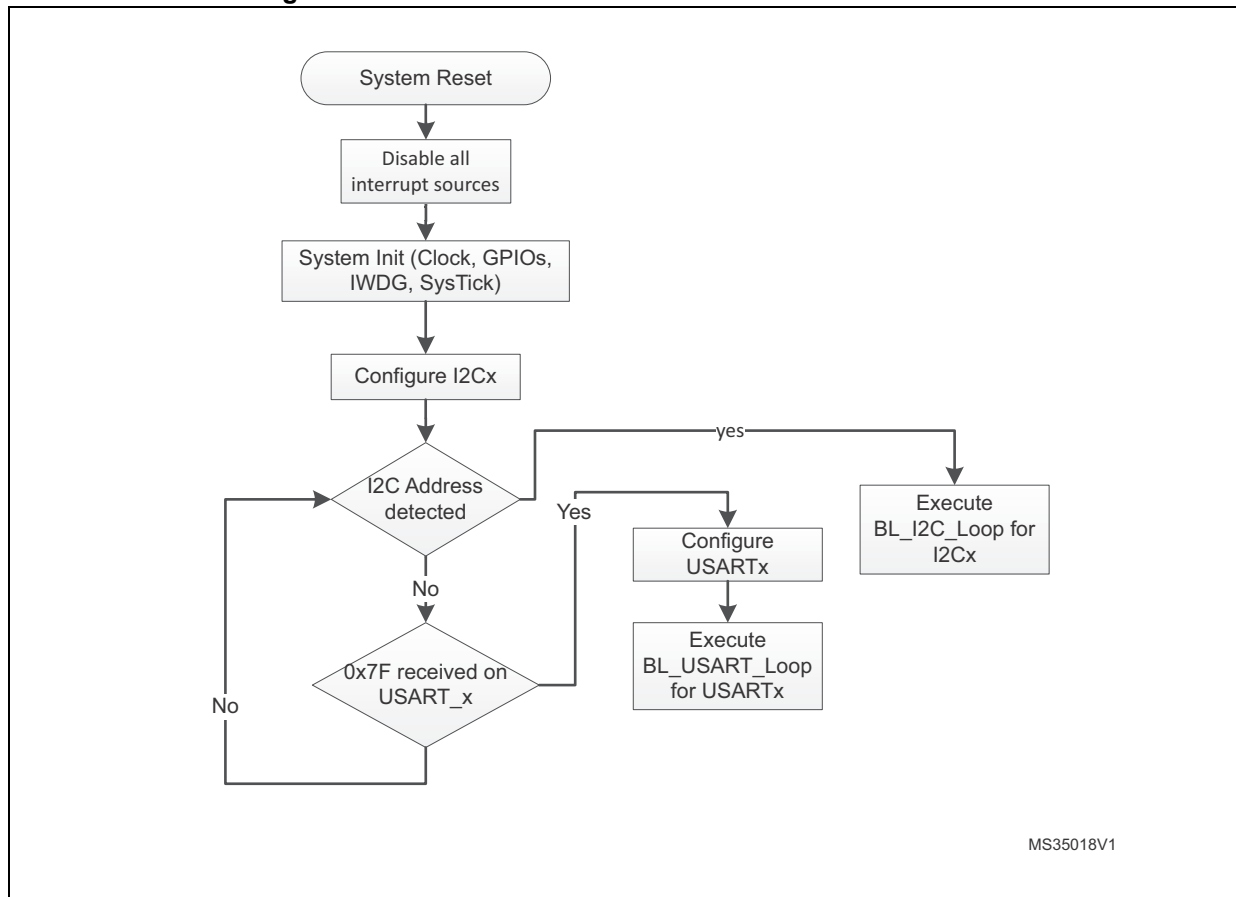 System Reset
Disable all
interrupt sources
System Init (Clock, GPIOs,
IWDG, SysTick)
Configure I2Cx
I2C Address
detected
yes
Execute
BL_I2C_Loop for
I2Cx
Yes
Configure
USARTx
No
Execute
BL_USART_Loop
for USARTx
0x7F received on
USART_x
No
MS35018V1